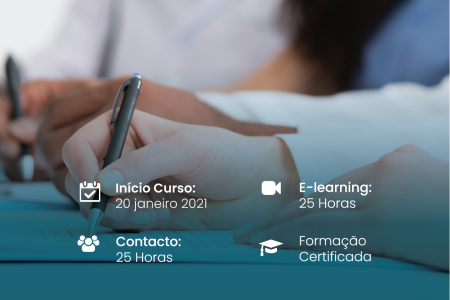 Início Curso:
20 janeiro 2021
E-learning:
25 Horas
Contacto:
25 Horas
Formação
Certificada